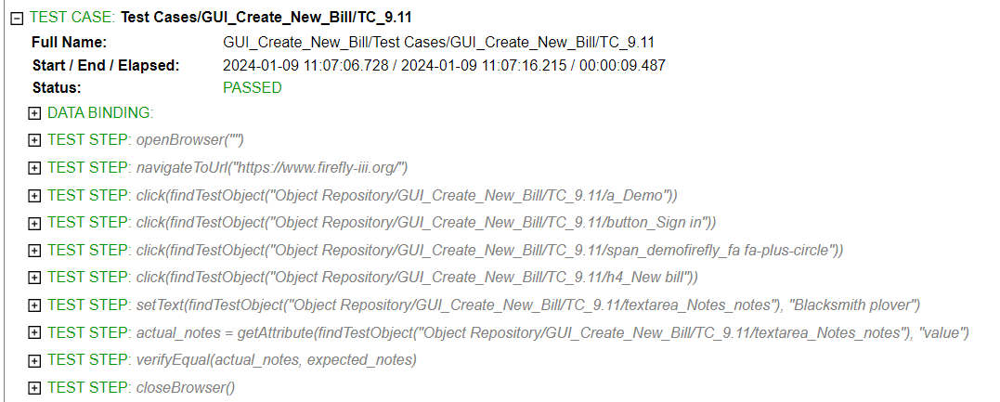 TEST CASE: Test Cases/GUI_Create_New_Bill/TC_9.11
Full Name: GUI_Create_New_Bill/Test Cases/GUI_Create_New_Bill/TC_9.11
Start / End / Elapsed: 2024-01-09 11:07:06.728 / 2024-01-09 11:07:16.215 / 00:00:09.487
Status: PASSED
DATA BINDING:
TEST STEP: openBrowser("")
TEST STEP: navigateToUrl("https://www.firefly-iii.org/")
TEST STEP: click(findTestObject("Object Repository/GUI_Create_New_Bill/TC_9.11/a_Demo"))
TEST STEP: click(findTestObject("Object Repository/GUI_Create_New_Bill/TC_9.11/button_Sign in"))
TEST STEP: click(findTestObject("Object Repository/GUI_Create_New_Bill/TC_9.11/span_demofirefly_fa fa-plus-circle"))
TEST STEP: click(findTestObject("Object Repository/GUI_Create_New_Bill/TC_9.11/h4_New bill"))
TEST STEP: setText(findTestObject("Object Repository/GUI_Create_New_Bill/TC_9.11/textarea_Notes_notes"), "Blacksmith plover")
TEST STEP: actual_notes = getAttribute(findTestObject("Object Repository/GUI_Create_New_Bill/TC_9.11/textarea_Notes_notes"), "value")
TEST STEP: verifyEqual(actual_notes, expected_notes)
TEST STEP: closeBrowser()